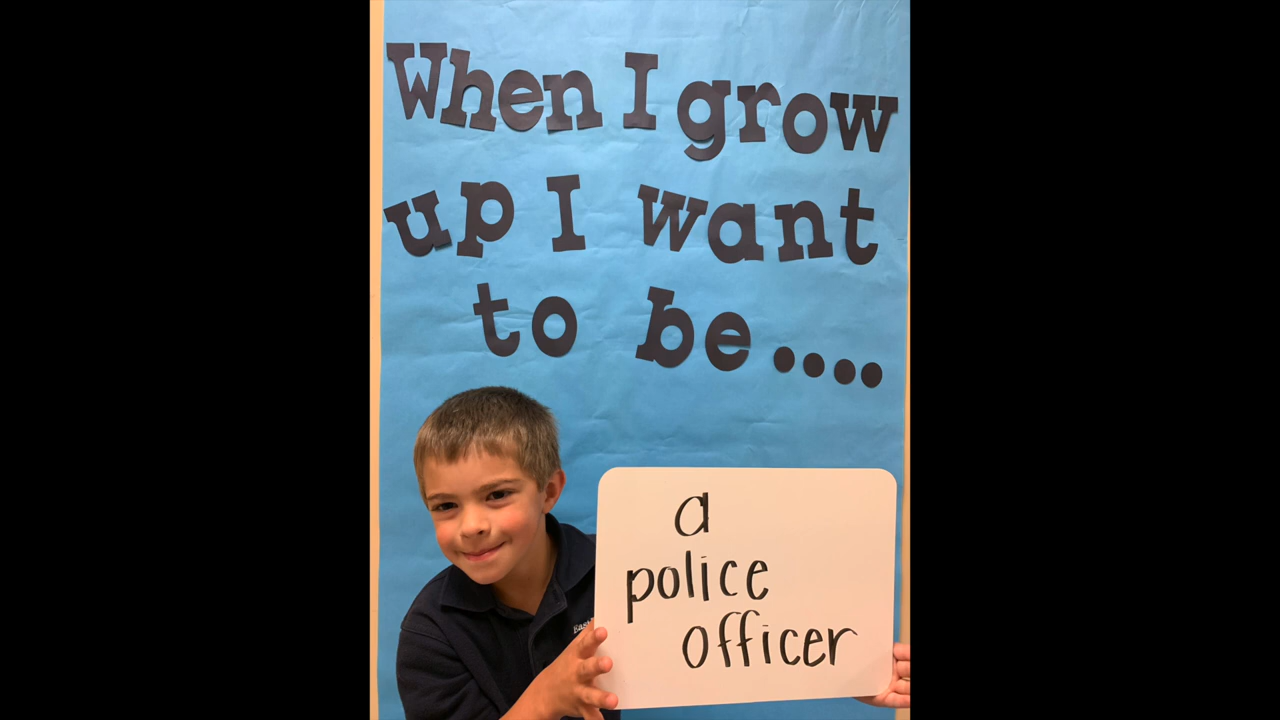 When I grow
up I want
to be....
a
police
officer